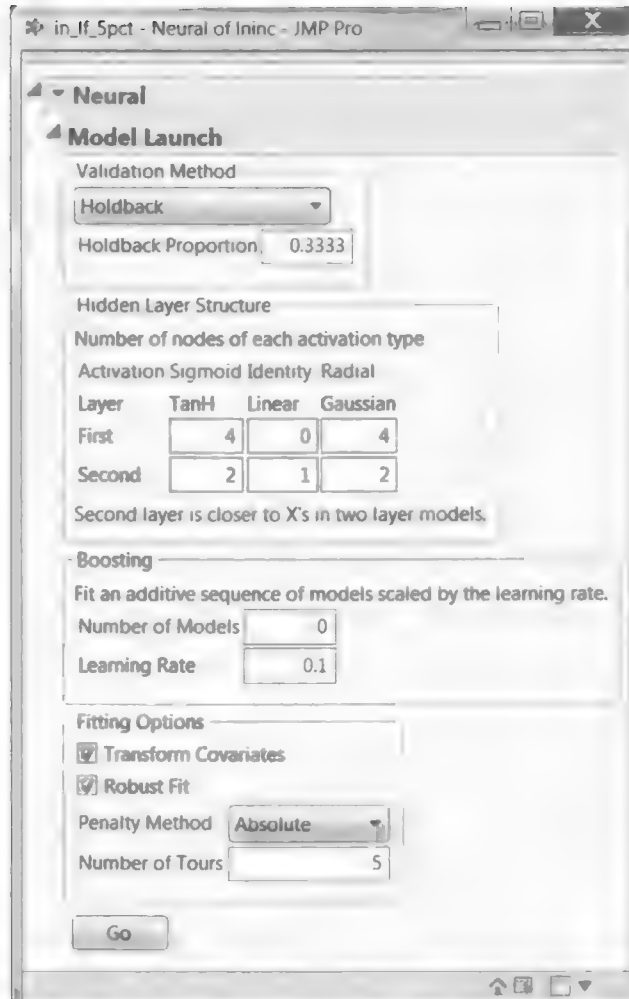 in_lf_5pct - Neural of lninc - JMP Pro
Neural
Model Launch
Validation Method
Holdback
Holdback Proportion 0.3333
Hidden Layer Structure
Number of nodes of each activation type
Activation Sigmoid Identity Radial
Layer TanH Linear Gaussian
First 4 0 4
Second 2 1 2
Second layer is closer to X's in two layer models.
Boosting
Fit an additive sequence of models scaled by the learning rate.
Number of Models 0
Learning Rate 0.1
Fitting Options
Transform Covariates
Robust Fit
Penalty Method Absolute
Number of Tours 5
Go